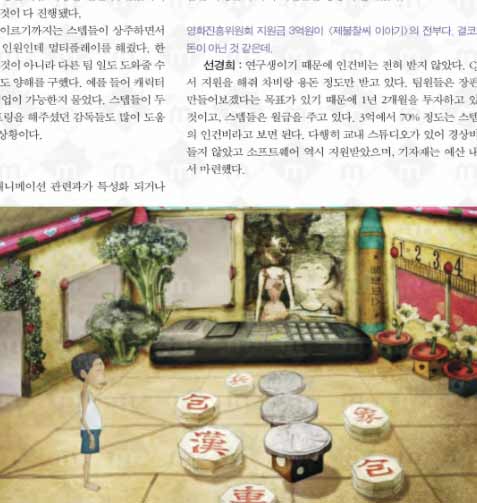 것이 다 진행됐다.
이르기까지는 스텝들이 상주하면서
인원인데 멀티플레이를 해줬다. 한
것이 아니라 다른 팀 일도 도와줄 수
도 양해를 구했다. 예를 들어 캐릭터
업이 가능한지 물었다. 스텝들이 두
트링을 해주셨던 감독들도 많이 도움
상황이다.
애니메이션 관련과가 특성화 되거나
영화진흥위원회 지원금 3억원이 〈제불찰씨 이야기〉의 전부다. 결코
돈이 아닌 것 같은데.
선경희 : 연구생이기 때문에 인건비는 전혀 받지 않았다.
서 지원을 해줘 차비랑 용돈 정도만 받고 있다. 팀원들은 장편
만들어보겠다는 목표가 있기 때문에 1년 2개월을 투자하고 있
것이고, 스텝들은 월급을 주고 있다. 3억에서 70% 정도는 스텝
의 인건비라고 보면 된다. 다행히 교내 스튜디오가 있어 경상비
들지 않았고 소프트웨어 역시 지원받았으며, 기자재는 예산 내
서 마련했다.
1 2 3 4
包
漢
包
車